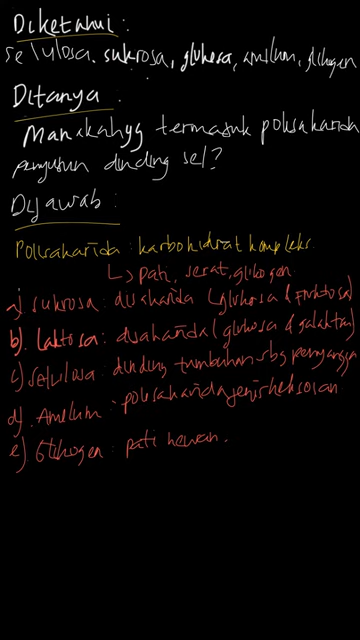 Diketahui :
selulosa, sukrosa, glukosa, amilum, glikogen
Ditanya :
Manakah yg termasuk polisakarida
penyusun dinding sel?
Dijawab :
Polisakarida : karbohidrat kompleks.
↳ pati, serat, glikogen.
a) sukrosa : disakarida (glukosa & fruktosa)
b) laktosa : disakarida (glukosa & galaktosa)
c) selulosa : dinding tumbuhan sbg penyangga
d) Amilum : polisakarida jenis heksosan
e) Glikogen : pati hewan.